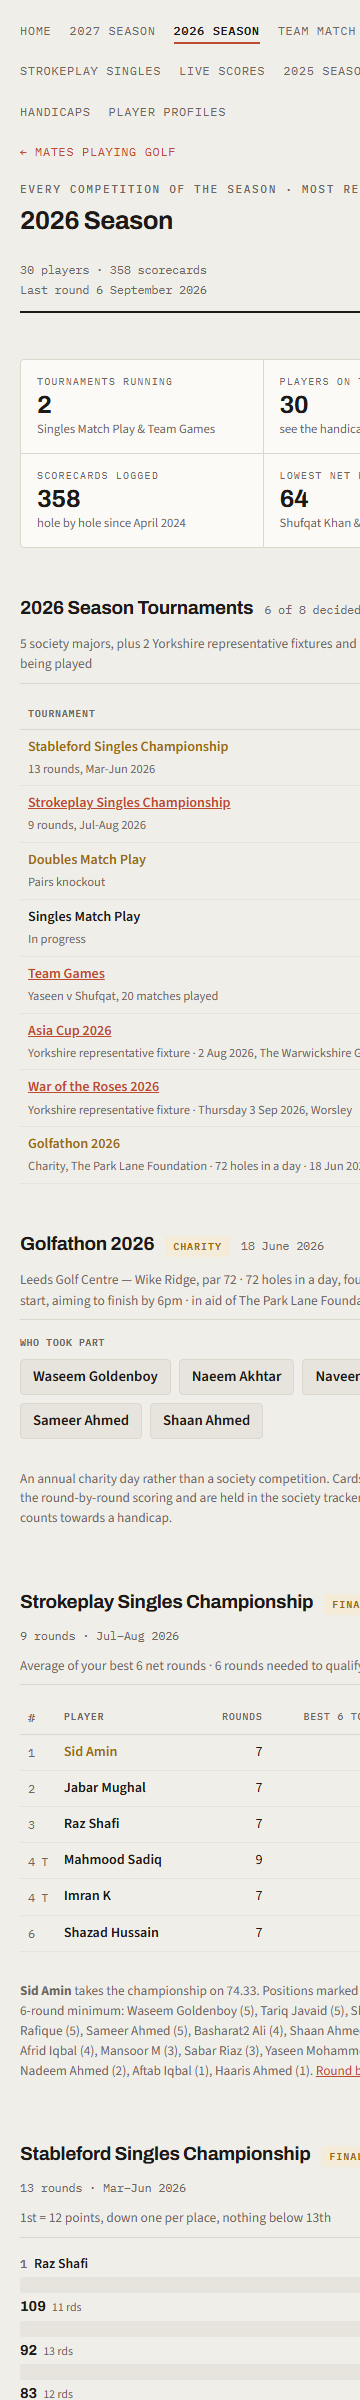 HOME 2027 SEASON 2026 SEASON TEAM MATCH
STROKEPLAY SINGLES LIVE SCORES 2025 SEASO
HANDICAPS PLAYER PROFILES
← MATES PLAYING GOLF
EVERY COMPETITION OF THE SEASON · MOST RE
2026 Season
30 players · 358 scorecards
Last round 6 September 2026
TOURNAMENTS RUNNING
2
Singles Match Play & Team Games
PLAYERS ON T
30
see the handica
SCORECARDS LOGGED
358
hole by hole since April 2024
LOWEST NET
64
Shufqat Khan &
2026 Season Tournaments 6 of 8 decided
5 society majors, plus 2 Yorkshire representative fixtures and
being played
TOURNAMENT
Stableford Singles Championship
13 rounds, Mar-Jun 2026
Strokeplay Singles Championship
9 rounds, Jul-Aug 2026
Doubles Match Play
Pairs knockout
Singles Match Play
In progress
Team Games
Yaseen v Shufqat, 20 matches played
Asia Cup 2026
Yorkshire representative fixture · 2 Aug 2026, The Warwickshire G
War of the Roses 2026
Yorkshire representative fixture · Thursday 3 Sep 2026, Worsley
Golfathon 2026
Charity, The Park Lane Foundation · 72 holes in a day · 18 Jun 20
Golfathon 2026 CHARITY 18 June 2026
Leeds Golf Centre — Wike Ridge, par 72 · 72 holes in a day, fou
start, aiming to finish by 6pm · in aid of The Park Lane Founda
WHO TOOK PART
Waseem Goldenboy Naeem Akhtar Naveer
Sameer Ahmed Shaan Ahmed
An annual charity day rather than a society competition. Cards
the round-by-round scoring and are held in the society tracker
counts towards a handicap.
Strokeplay Singles Championship FINA
9 rounds · Jul–Aug 2026
Average of your best 6 net rounds · 6 rounds needed to qualify
# PLAYER ROUNDS BEST 6 TO
1 Sid Amin 7
2 Jabar Mughal 7
3 Raz Shafi 7
4 T Mahmood Sadiq 9
4 T Imran K 7
6 Shazad Hussain 7
Sid Amin takes the championship on 74.33. Positions marked
6-round minimum: Waseem Goldenboy (5), Tariq Javaid (5), Sh
Rafique (5), Sameer Ahmed (5), Basharat2 Ali (4), Shaan Ahme
Afrid Iqbal (4), Mansoor M (3), Sabar Riaz (3), Yaseen Mohamm
Nadeem Ahmed (2), Aftab Iqbal (1), Haaris Ahmed (1). Round b
Stableford Singles Championship FINAL
13 rounds · Mar–Jun 2026
1st = 12 points, down one per place, nothing below 13th
1 Raz Shafi
109 11 rds
92 13 rds
83 12 rds